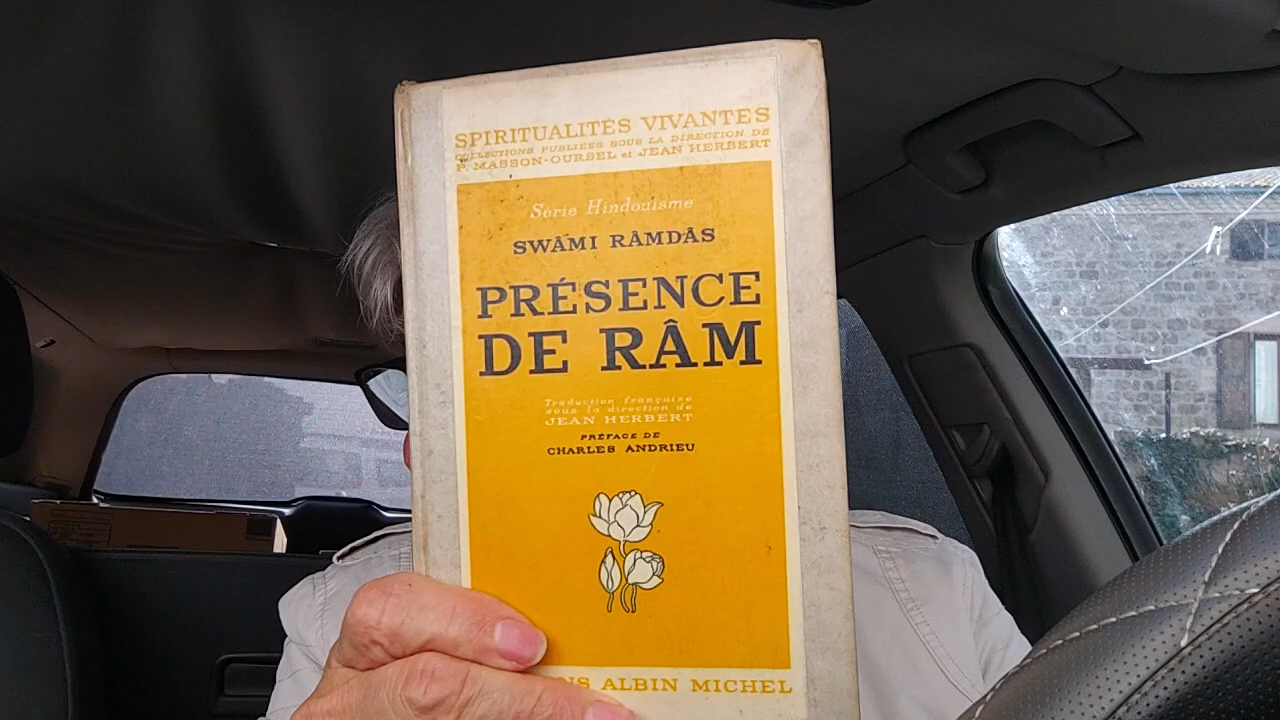 SPIRITUALITÉS VIVANTES
COLLECTIONS PUBLIÉES SOUS LA DIRECTION DE
P. MASSON-OURSEL et JEAN HERBERT
Série Hindouisme
SWÂMI RÂMDÂS
PRÉSENCE
DE RÂM
Traduction française
sous la direction de
JEAN HERBERT
PRÉFACE DE
CHARLES ANDRIEU
NS ALBIN MICHEL